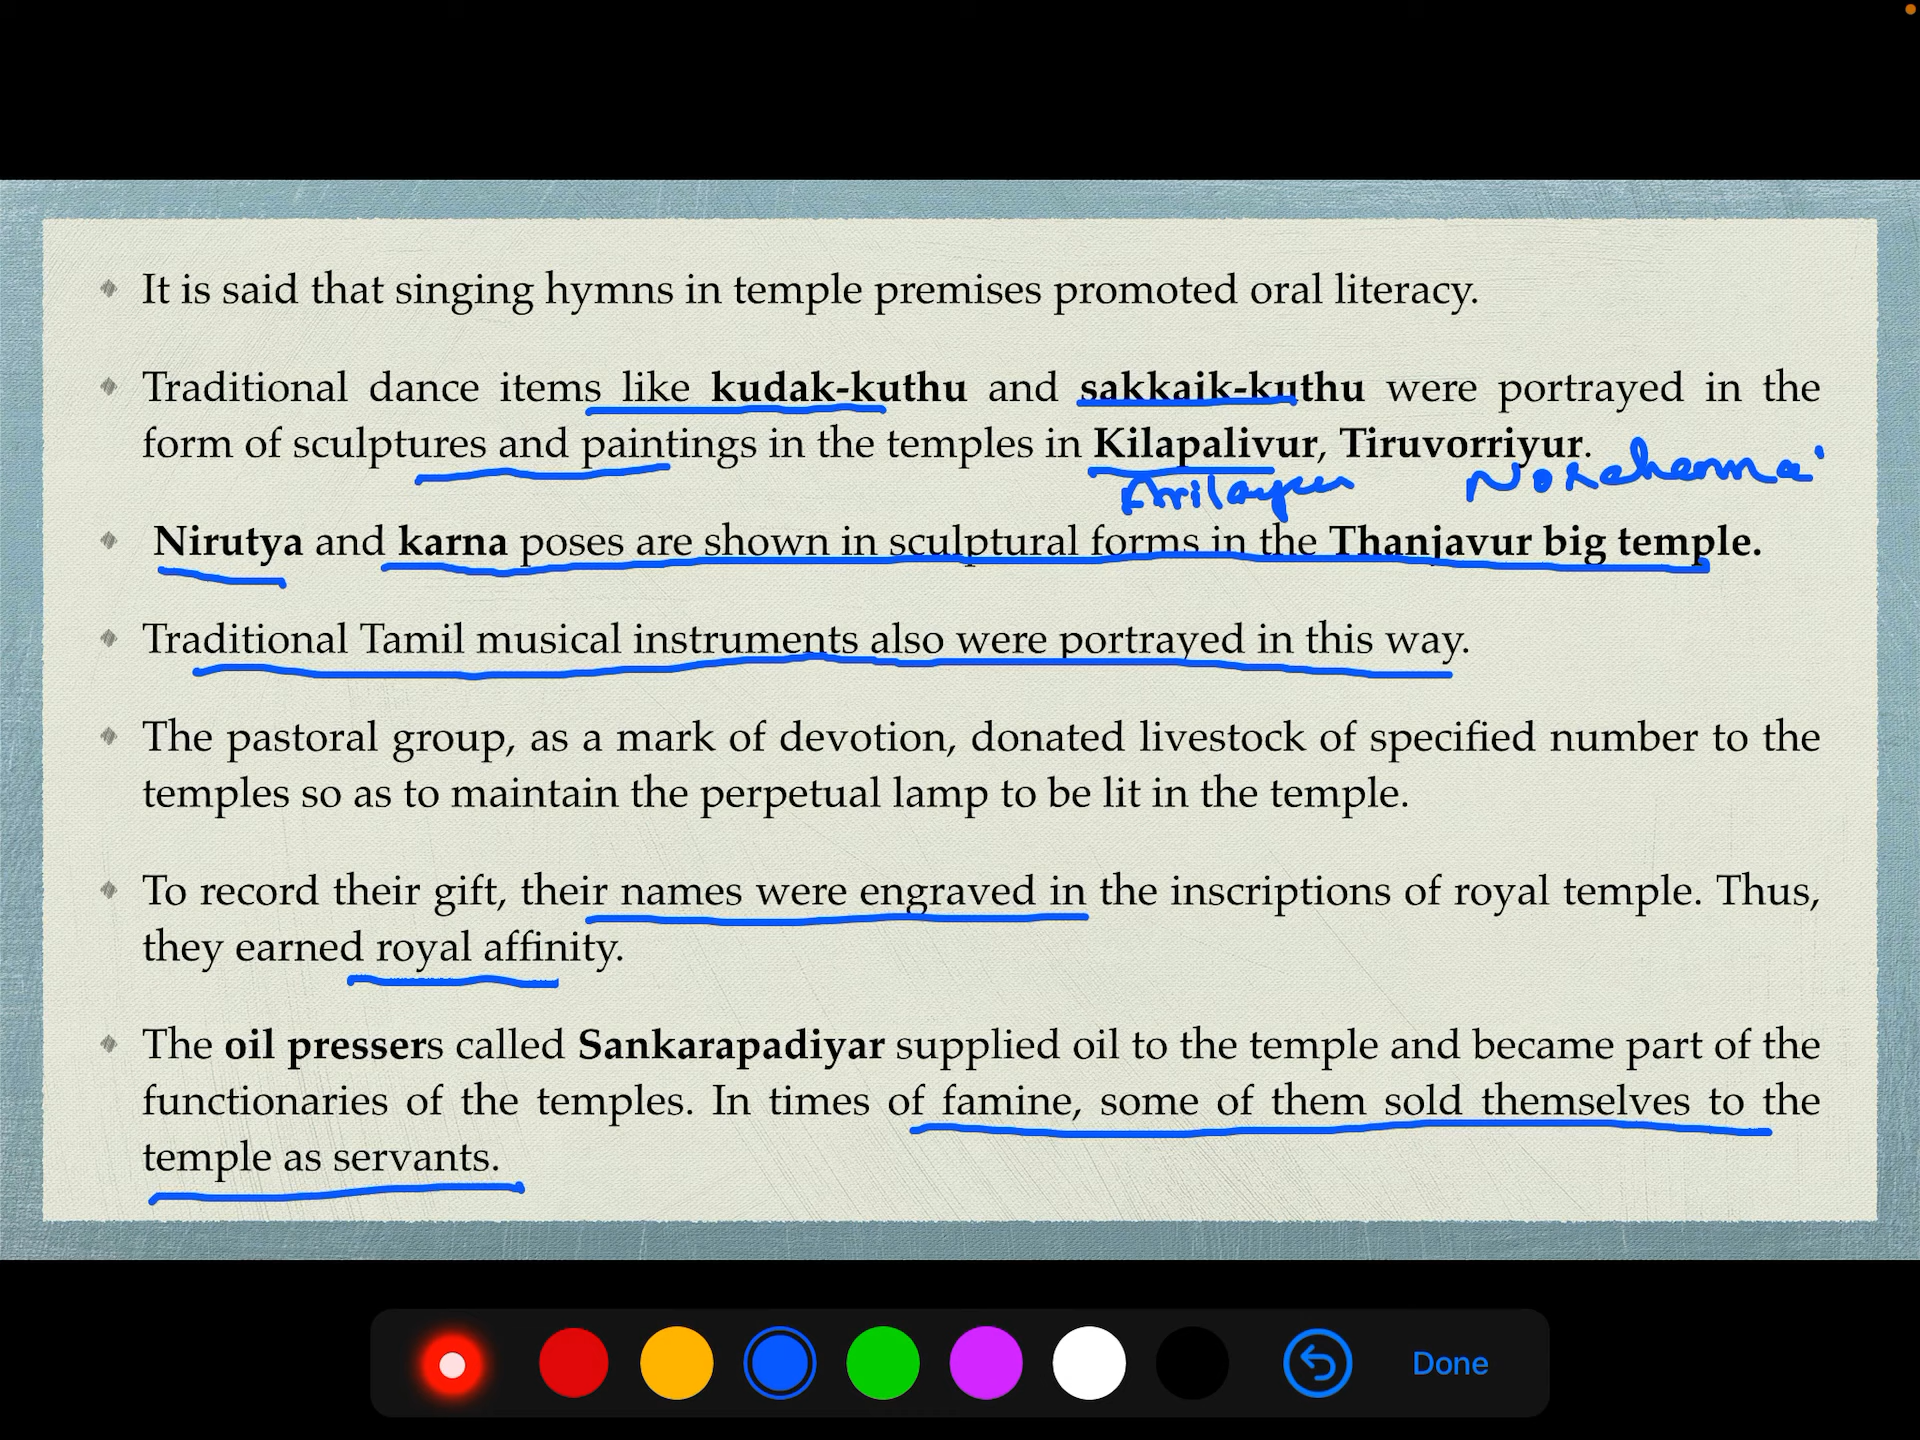 It is said that singing hymns in temple premises promoted oral literacy.
Traditional dance items like kudak-kuthu and sakkaik-kuthu were portrayed in the
form of sculptures and paintings in the temples in Kilapalivur, Tiruvorriyur.
Nirutya and karna poses are shown in sculptural forms in the Thanjavur big temple.
Traditional Tamil musical instruments also were portrayed in this way.
The pastoral group, as a mark of devotion, donated livestock of specified number to the
temples so as to maintain the perpetual lamp to be lit in the temple.
To record their gift, their names were engraved in the inscriptions of royal temple. Thus,
they earned royal affinity.
The oil pressers called Sankarapadiyar supplied oil to the temple and became part of the
functionaries of the temples. In times of famine, some of them sold themselves to the
temple as servants.
Done